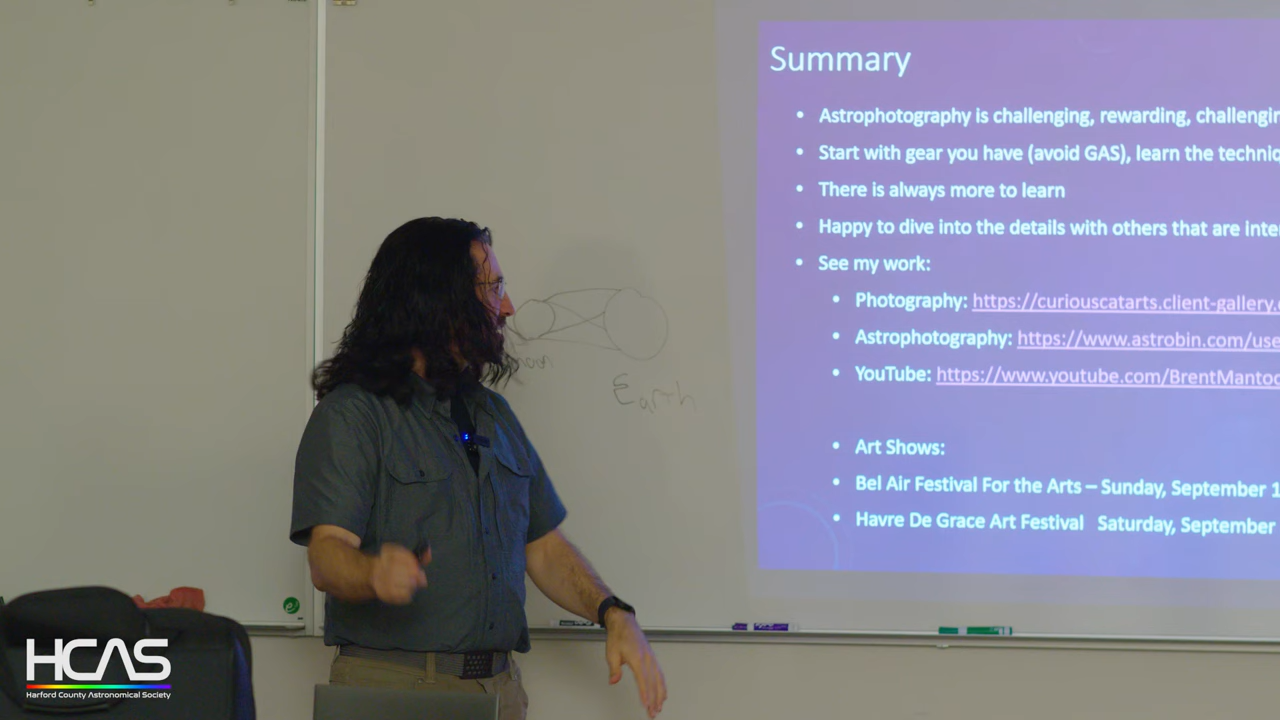 Summary
• Astrophotography is challenging, rewarding, challengin
• Start with gear you have (avoid GAS), learn the techniq
• There is always more to learn
• Happy to dive into the details with others that are inte
• See my work:
• Photography: https://curiouscatarts.client-gallery.
• Astrophotography: https://www.astrobin.com/use
• YouTube: https://www.youtube.com/BrentMantoo
• Art Shows:
• Bel Air Festival For the Arts – Sunday, September 1
• Havre De Grace Art Festival Saturday, September
moon
Earth
HCAS
Harford County Astronomical Society